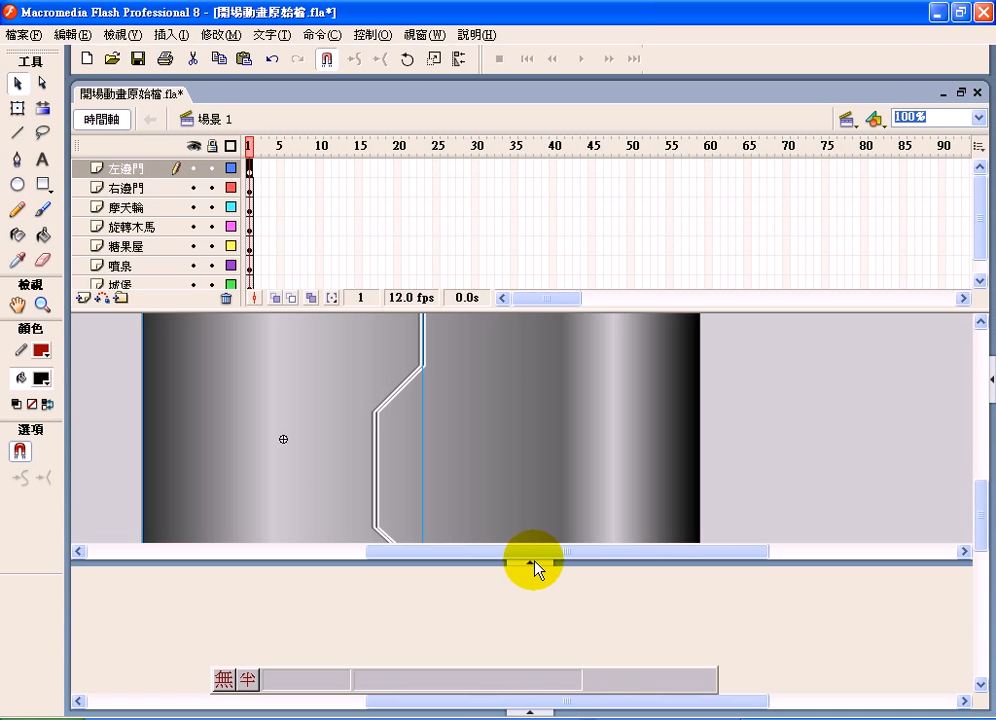 Macromedia Flash Professional 8 - [開場動畫原始檔.fla*]
檔案(F) 編輯(E) 檢視(V) 插入(I) 修改(M) 文字(T) 命令(C) 控制(O) 視窗(W) 說明(H)
工具
開場動畫原始檔.fla*
時間軸 場景 1 100%
1 5 10 15 20 25 30 35 40 45 50 55 60 65 70 75 80 85 90
左邊門
右邊門
摩天輪
旋轉木馬
糖果屋
噴泉
城堡
1 12.0 fps 0.0s
檢視
顏色
選項
無 半